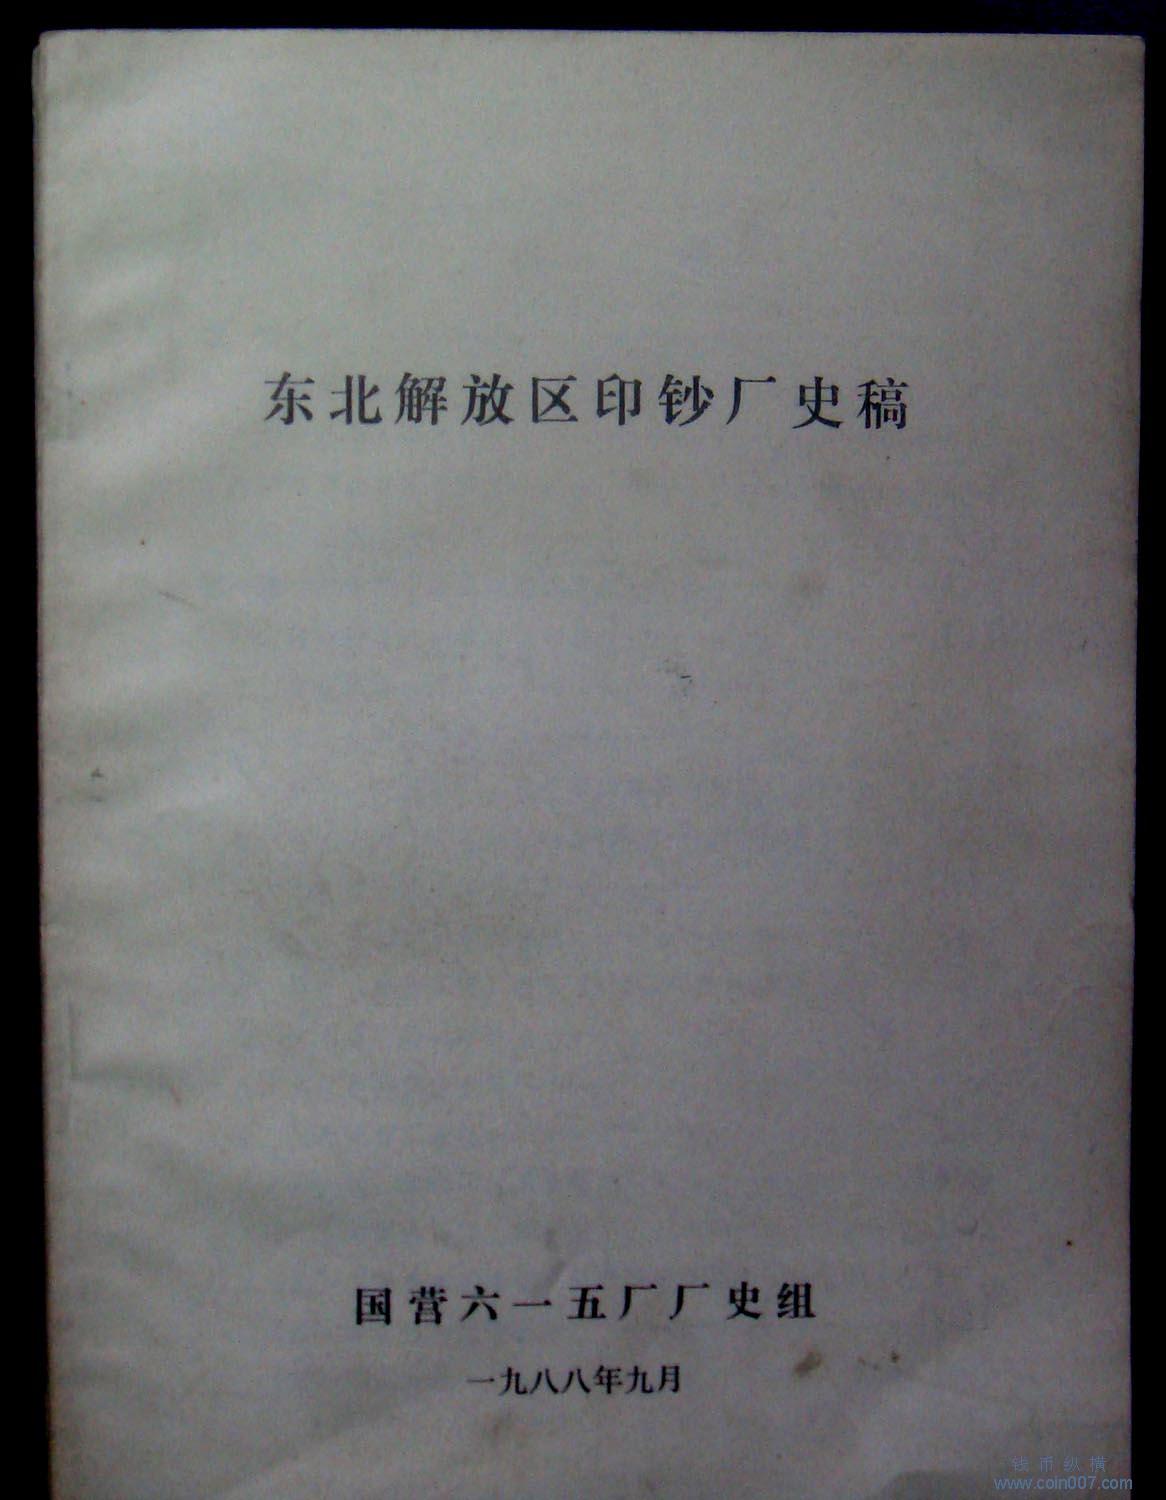 东北解放区印钞厂史稿
国营六一五厂厂史组
一九八八年九月
钱币纵横
www.coin007.com